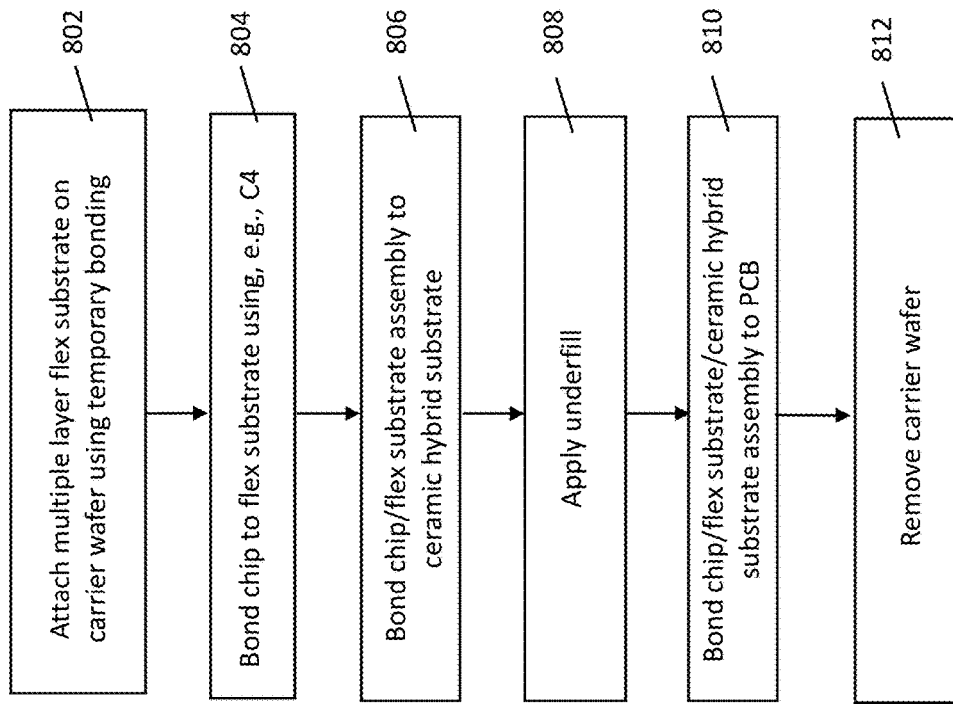 802
Attach multiple layer flex substrate on
carrier wafer using temporary bonding
804
Bond chip to flex substrate using, e.g., C4
806
Bond chip/flex substrate assembly to
ceramic hybrid substrate
808
Apply underfill
810
Bond chip/flex substrate/ceramic hybrid
substrate assembly to PCB
812
Remove carrier wafer